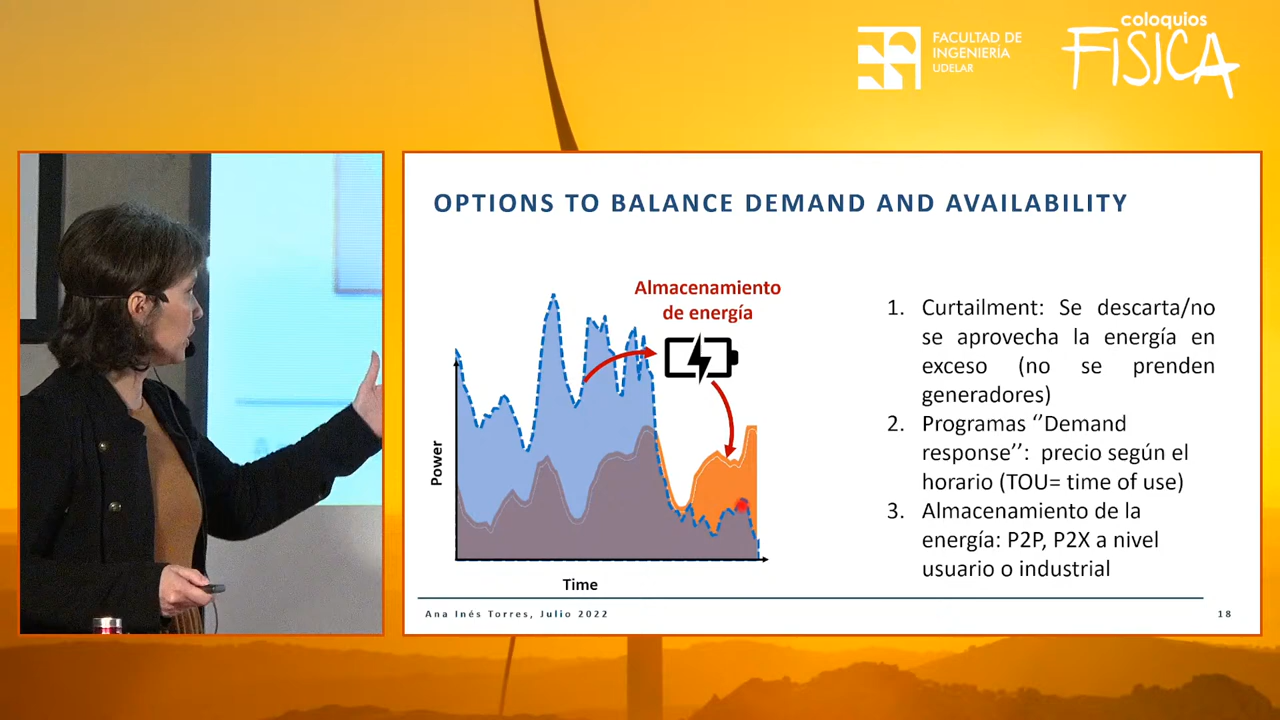 coloquios
FISICA
FACULTAD DE
INGENIERÍA
UDELAR
OPTIONS TO BALANCE DEMAND AND AVAILABILITY
Almacenamiento
de energía
Power
Time
1. Curtailment: Se descarta/no
se aprovecha la energía en
exceso (no se prenden
generadores)
2. Programas ‘’Demand
response’’: precio según el
horario (TOU= time of use)
3. Almacenamiento de la
energía: P2P, P2X a nivel
usuario o industrial
Ana Inés Torres, Julio 2022
18